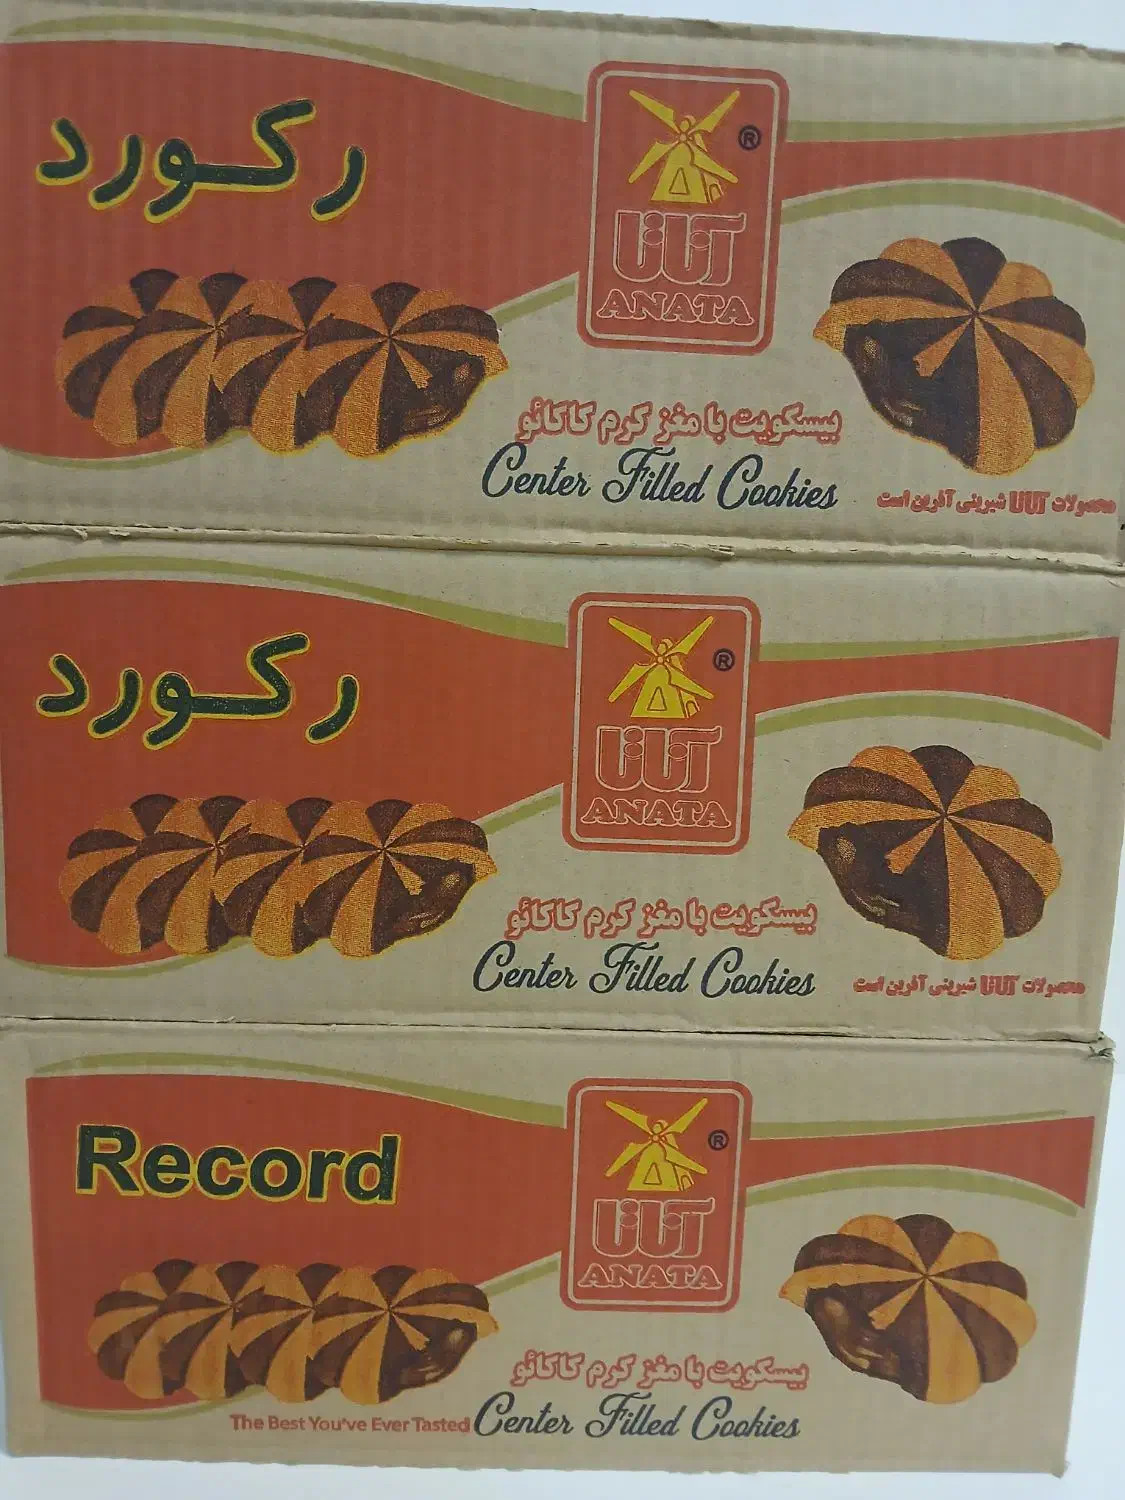 رکورد
®
آناتا
ANATA
بیسکویت با مغز کرم کاکائو
Center Filled Cookies
محصولات آناتا شیرینی آفرین است
رکورد
®
آناتا
ANATA
بیسکویت با مغز کرم کاکائو
Center Filled Cookies
محصولات آناتا شیرینی آفرین است
Record
®
آناتا
ANATA
بیسکویت با مغز کرم کاکائو
The Best You've Ever Tasted
Center Filled Cookies